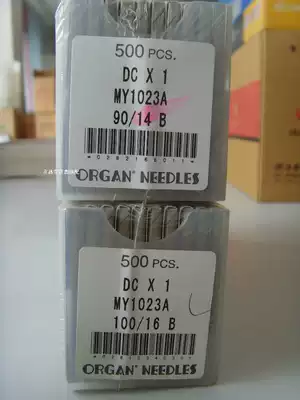 500 PCS.
DC X 1
MY1023A
90/14 B
ORGAN® NEEDLES
500 PCS.
DC X 1
MY1023A
100/16 B
ORGAN® NEEDLES